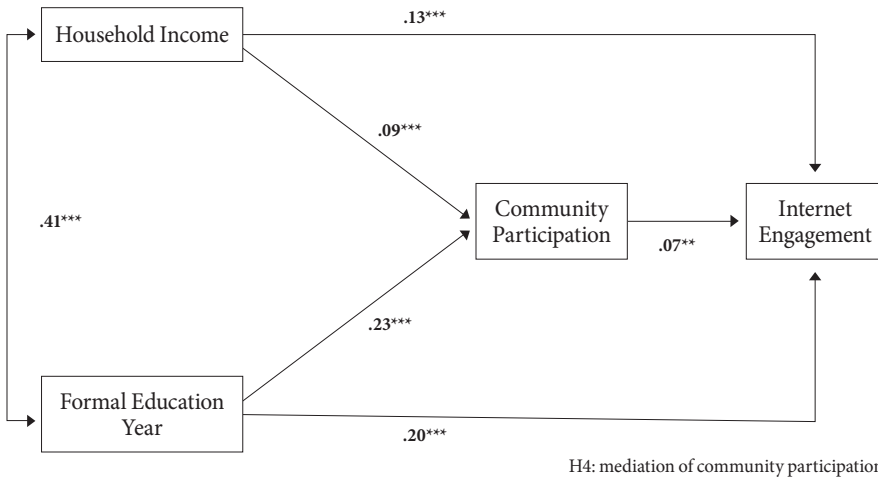 Household Income
.13***
.09***
.41***
Community
Participation
.07**
Internet
Engagement
.23***
Formal Education
Year
.20***
H4: mediation of community participation